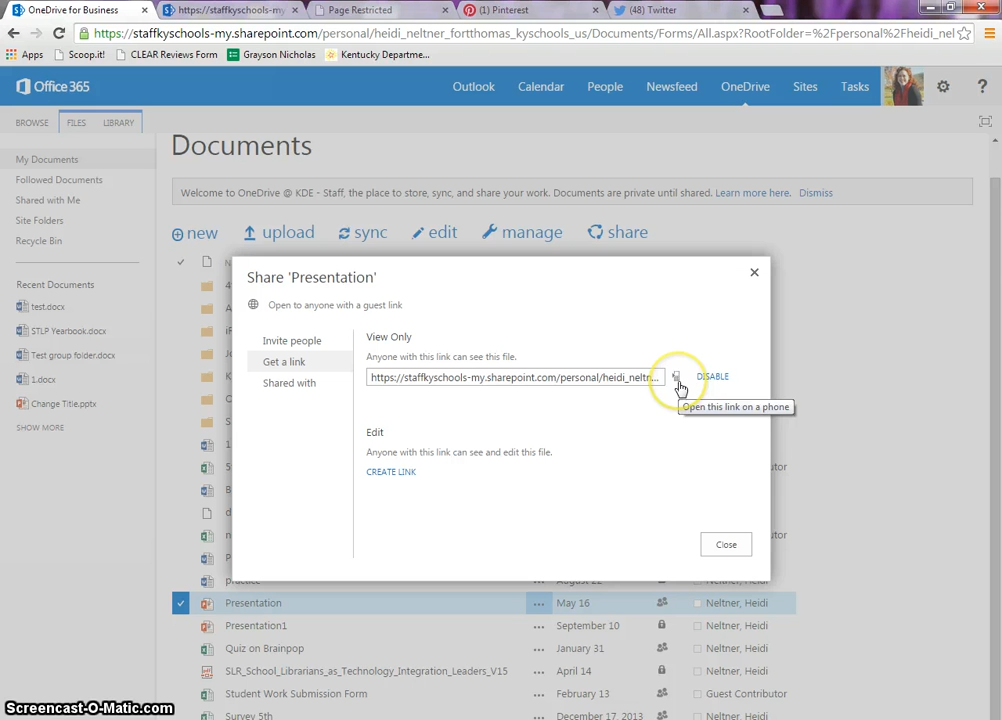 OneDrive for Business
https://staffkyschools-my
Page Restricted
(1) Pinterest
(48) Twitter
https://staffkyschools-my.sharepoint.com/personal/heidi_neltner_fortthomas_kyschools_us/Documents/Forms/All.aspx?RootFolder=%2Fpersonal%2Fheidi_nel
Apps
Scoop.it!
CLEAR Reviews Form
Grayson Nicholas
Kentucky Departme...
Office 365
Outlook
Calendar
People
Newsfeed
OneDrive
Sites
Tasks
?
BROWSE
FILES
LIBRARY
Documents
My Documents
Followed Documents
Shared with Me
Site Folders
Recycle Bin
Recent Documents
test.docx
STLP Yearbook.docx
Test group folder.docx
1.docx
Change Title.pptx
SHOW MORE
Welcome to OneDrive @ KDE - Staff, the place to store, sync, and share your work. Documents are private until shared. Learn more here. Dismiss
new
upload
sync
edit
manage
share
Share 'Presentation'
Open to anyone with a guest link
Invite people
Get a link
Shared with
View Only
Anyone with this link can see this file.
https://staffkyschools-my.sharepoint.com/personal/heidi_neltn...
DISABLE
Open this link on a phone
Edit
Anyone with this link can see and edit this file.
CREATE LINK
Close
practice August 22 Neltner, Heidi
Presentation ... May 16 Neltner, Heidi
Presentation1 ... September 10 Neltner, Heidi
Quiz on Brainpop ... January 31 Neltner, Heidi
SLR_School_Librarians_as_Technology_Integration_Leaders_V15 ... April 14 Neltner, Heidi
Student Work Submission Form ... February 13 Guest Contributor
Survey 5th ... December 17, 2013 Neltner, Heidi
Screencast-O-Matic.com